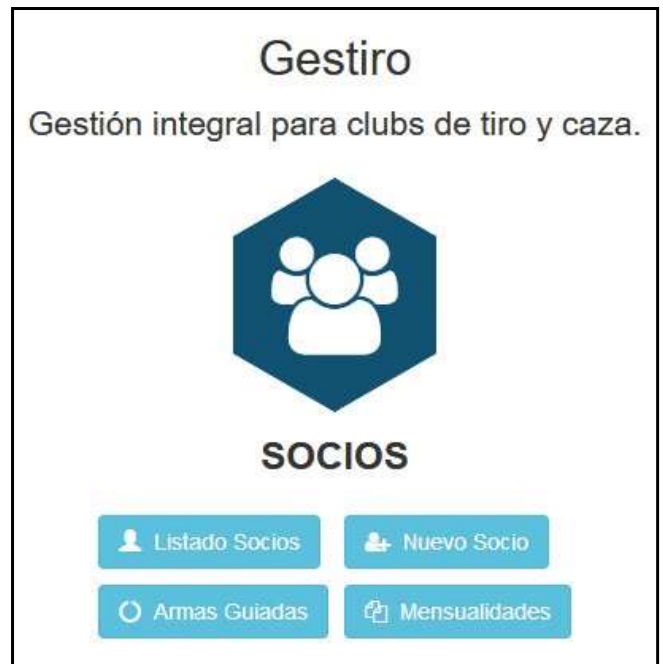 Gestiro
Gestión integral para clubs de tiro y caza.
SOCIOS
Listado Socios
Nuevo Socio
Armas Guiadas
Mensualidades